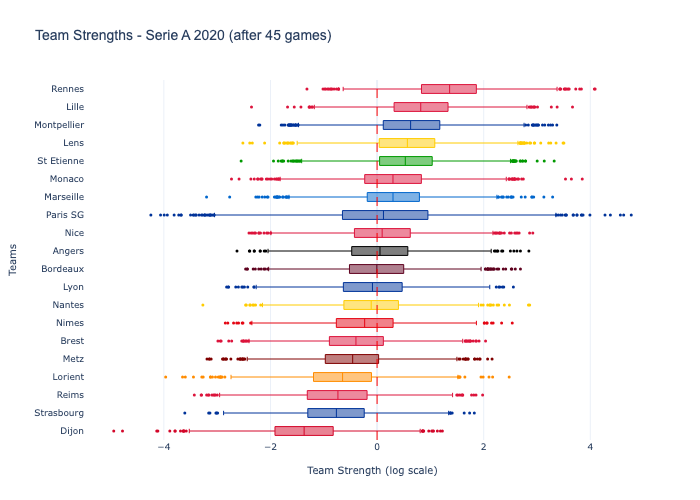 Team Strengths - Serie A 2020 (after 45 games)
Rennes
Lille
Montpellier
Lens
St Etienne
Monaco
Marseille
Paris SG
Nice
Angers
Bordeaux
Lyon
Nantes
Nimes
Brest
Metz
Lorient
Reims
Strasbourg
Dijon
Teams
−4 −2 0 2 4
Team Strength (log scale)